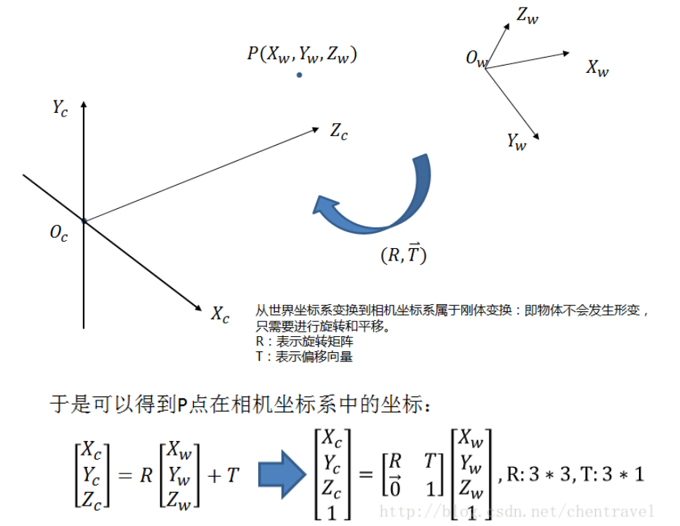 Z_w
P(X_w, Y_w, Z_w)
O_w
X_w
Y_c
Z_c
Y_w
O_c
(R, \vec{T})
X_c
从世界坐标系变换到相机坐标系属于刚体变换：即物体不会发生形变，
只需要进行旋转和平移。
R：表示旋转矩阵
T：表示偏移向量
于是可以得到P点在相机坐标系中的坐标：
\begin{bmatrix} X_c \\ Y_c \\ Z_c \end{bmatrix} = R \begin{bmatrix} X_w \\ Y_w \\ Z_w \end{bmatrix} + T \begin{bmatrix} X_c \\ Y_c \\ Z_c \\ 1 \end{bmatrix} = \begin{bmatrix} R & T \\ \vec{0} & 1 \end{bmatrix} \begin{bmatrix} X_w \\ Y_w \\ Z_w \\ 1 \end{bmatrix}, R: 3 * 3, T: 3 * 1
http://blog.csdn.net/chentravel